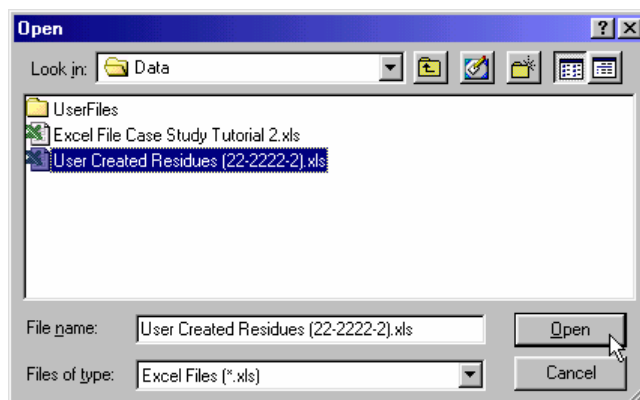 Open
Look in: Data
UserFiles
Excel File Case Study Tutorial 2.xls
User Created Residues (22-2222-2).xls
File name: User Created Residues (22-2222-2).xls Open
Files of type: Excel Files (*.xls) Cancel